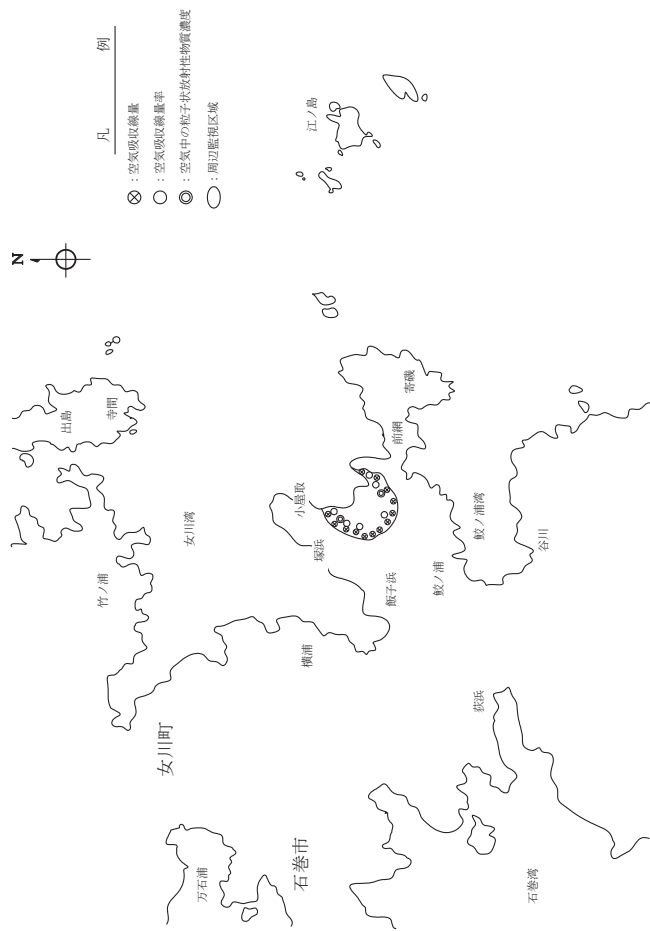 凡　例
⊗：空気吸収線量
○：空気吸収線量率
◎：空気中の粒子状放射性物質濃度
：周辺監視区域
N
江ノ島
出島
寺間
寄磯
前網
小屋取
女川湾
竹ノ浦
塚浜
鮫ノ浦湾
谷川
飯子浜
鮫ノ浦
横浦
荻浜
女川町
万石浦
石巻市
石巻湾